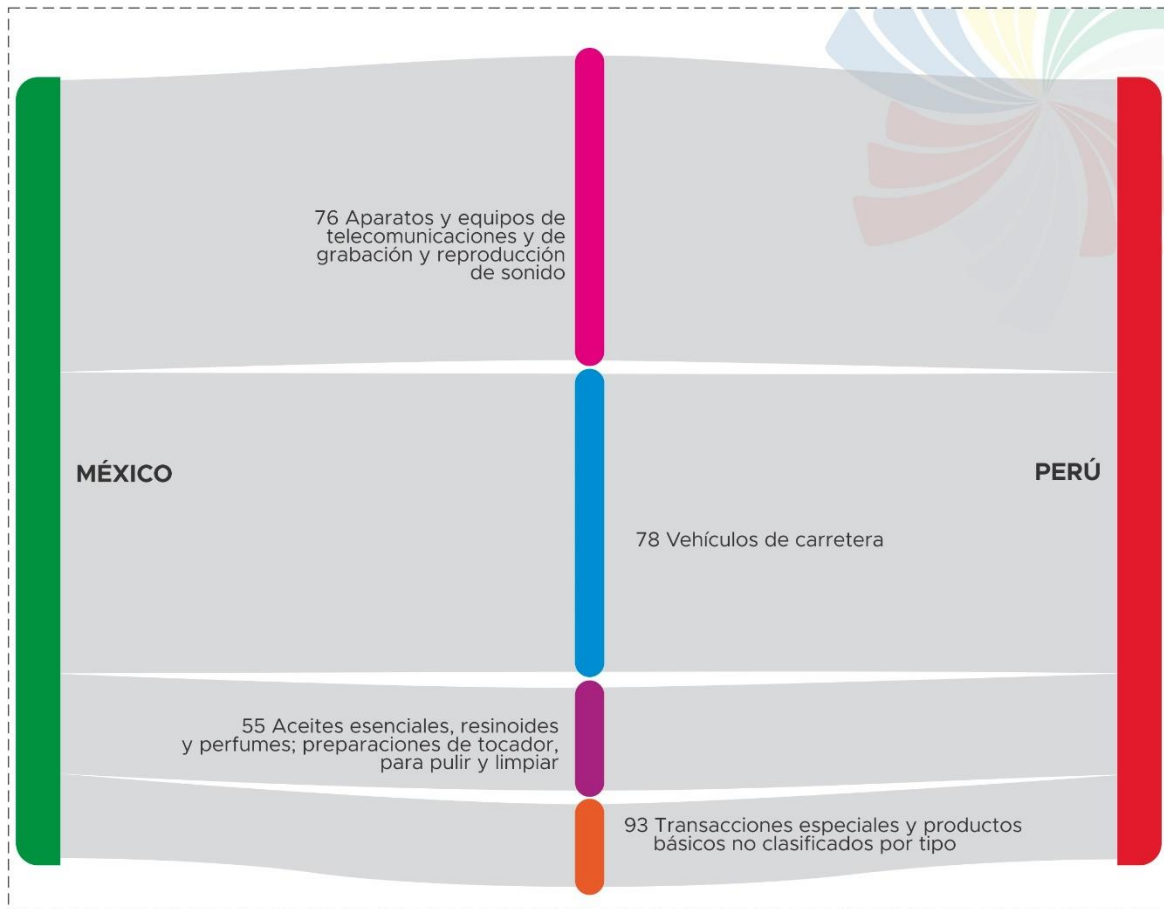 76 Aparatos y equipos de
telecomunicaciones y de
grabación y reproducción
de sonido
MÉXICO
PERÚ
78 Vehículos de carretera
55 Aceites esenciales, resinoides
y perfumes; preparaciones de tocador,
para pulir y limpiar
93 Transacciones especiales y productos
básicos no clasificados por tipo